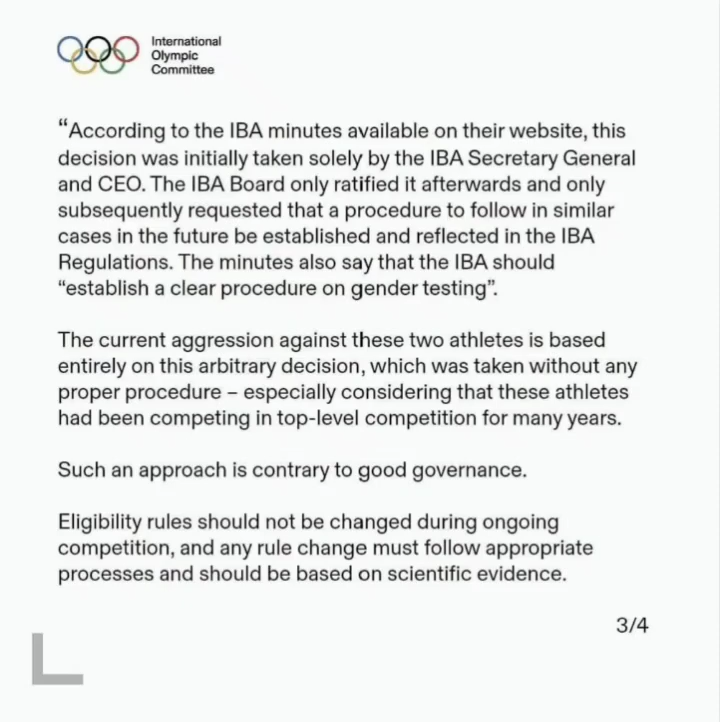 International
Olympic
Committee
“According to the IBA minutes available on their website, this
decision was initially taken solely by the IBA Secretary General
and CEO. The IBA Board only ratified it afterwards and only
subsequently requested that a procedure to follow in similar
cases in the future be established and reflected in the IBA
Regulations. The minutes also say that the IBA should
“establish a clear procedure on gender testing”.
The current aggression against these two athletes is based
entirely on this arbitrary decision, which was taken without any
proper procedure – especially considering that these athletes
had been competing in top-level competition for many years.
Such an approach is contrary to good governance.
Eligibility rules should not be changed during ongoing
competition, and any rule change must follow appropriate
processes and should be based on scientific evidence.
3/4